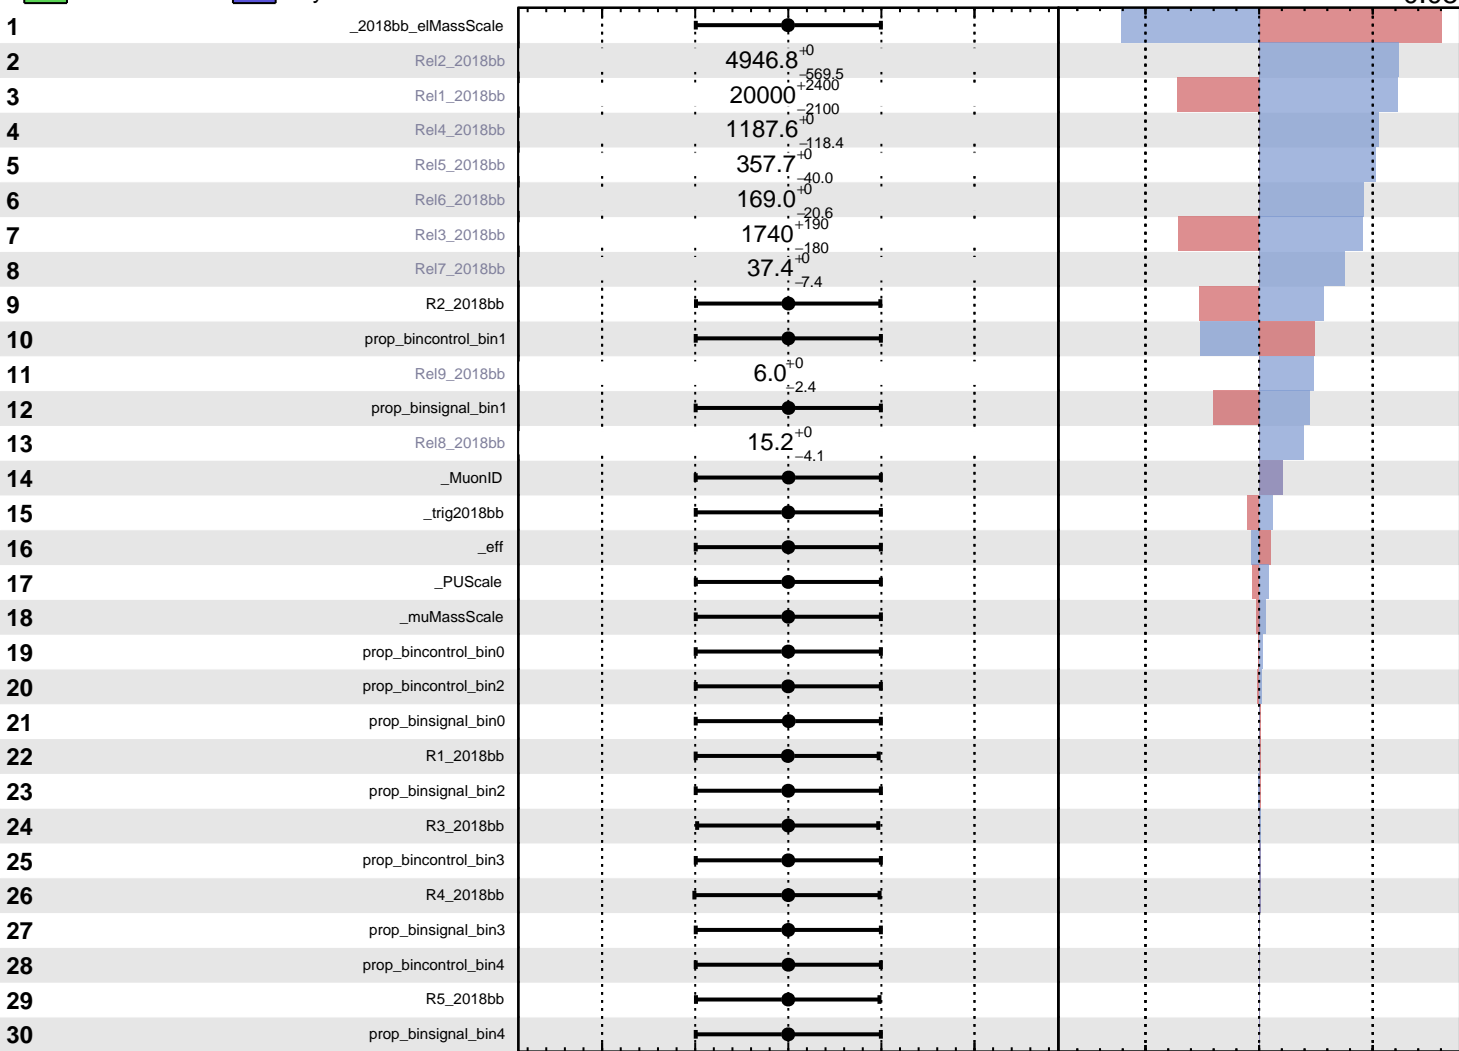 1 _2018bb_elMassScale
2 Rel2_2018bb 4946.8 +0 −569.5
3 Rel1_2018bb 20000 +2400 −2100
4 Rel4_2018bb 1187.6 +0 −118.4
5 Rel5_2018bb 357.7 +0 −40.0
6 Rel6_2018bb 169.0 +0 −20.6
7 Rel3_2018bb 1740 +190 −180
8 Rel7_2018bb 37.4 +0 −7.4
9 R2_2018bb
10 prop_bincontrol_bin1
11 Rel9_2018bb 6.0 +0 −2.4
12 prop_binsignal_bin1
13 Rel8_2018bb 15.2 +0 −4.1
14 _MuonID
15 _trig2018bb
16 _eff
17 _PUScale
18 _muMassScale
19 prop_bincontrol_bin0
20 prop_bincontrol_bin2
21 prop_binsignal_bin0
22 R1_2018bb
23 prop_binsignal_bin2
24 R3_2018bb
25 prop_bincontrol_bin3
26 R4_2018bb
27 prop_binsignal_bin3
28 prop_bincontrol_bin4
29 R5_2018bb
30 prop_binsignal_bin4